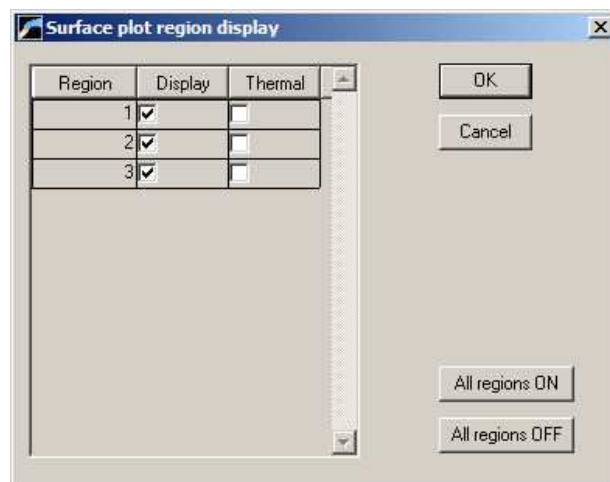 Surface plot region display
Region Display Thermal
1
2
3
OK
Cancel
All regions ON
All regions OFF